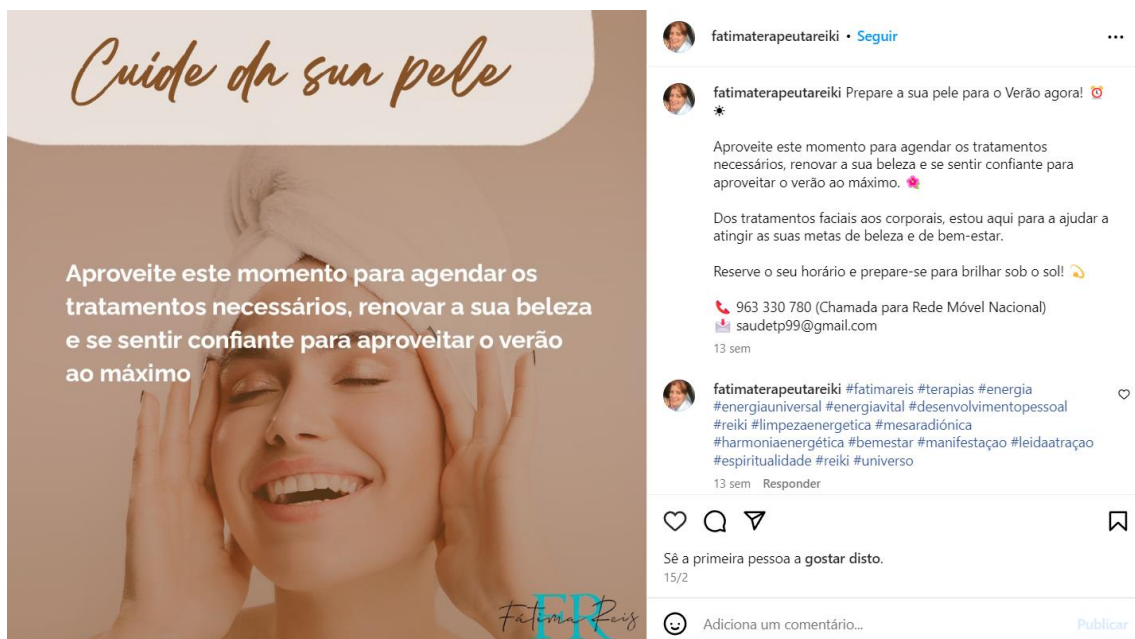 Cuide da sua pele
Aproveite este momento para agendar os
tratamentos necessários, renovar a sua beleza
e se sentir confiante para aproveitar o verão
ao máximo
FR
Fátima Reis
fatimaterapeutareiki • Seguir
fatimaterapeutareiki Prepare a sua pele para o Verão agora! ⏰
☀
Aproveite este momento para agendar os tratamentos
necessários, renovar a sua beleza e se sentir confiante para
aproveitar o verão ao máximo. 🌺
Dos tratamentos faciais aos corporais, estou aqui para a ajudar a
atingir as suas metas de beleza e de bem-estar.
Reserve o seu horário e prepare-se para brilhar sob o sol! 💫
📞 963 330 780 (Chamada para Rede Móvel Nacional)
📩 saudetp99@gmail.com
13 sem
fatimaterapeutareiki #fatimareis #terapias #energia
#energiauniversal #energiavital #desenvolvimentopessoal
#reiki #limpezaenergetica #mesaradiónica
#harmoniaenergética #bemestar #manifestaçao #leidaatraçao
#espiritualidade #reiki #universo
13 sem Responder
Sê a primeira pessoa a gostar disto.
15/2
Adiciona um comentário...
Publicar